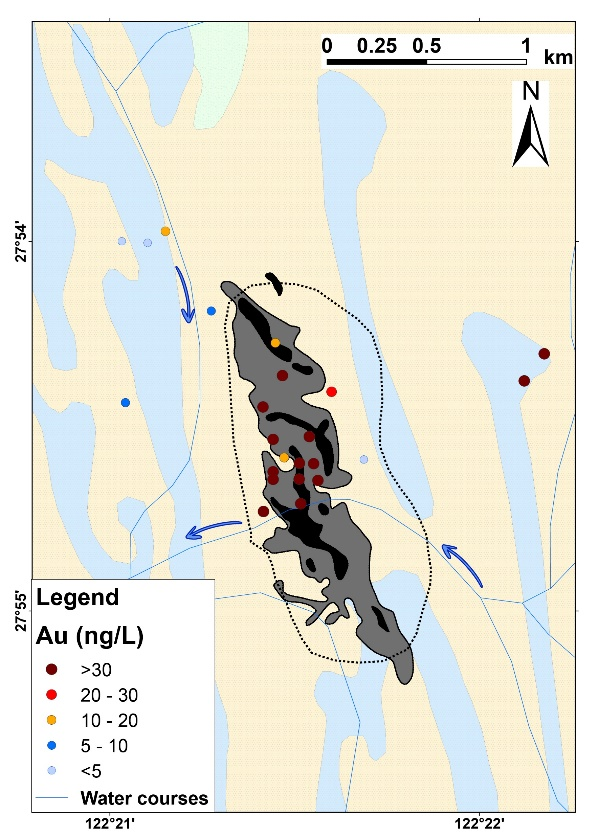 0 0.25 0.5 1
km
N
27°54'
27°55'
Legend
Au (ng/L)
>30
20 - 30
10 - 20
5 - 10
<5
Water courses
122°21' 122°22'